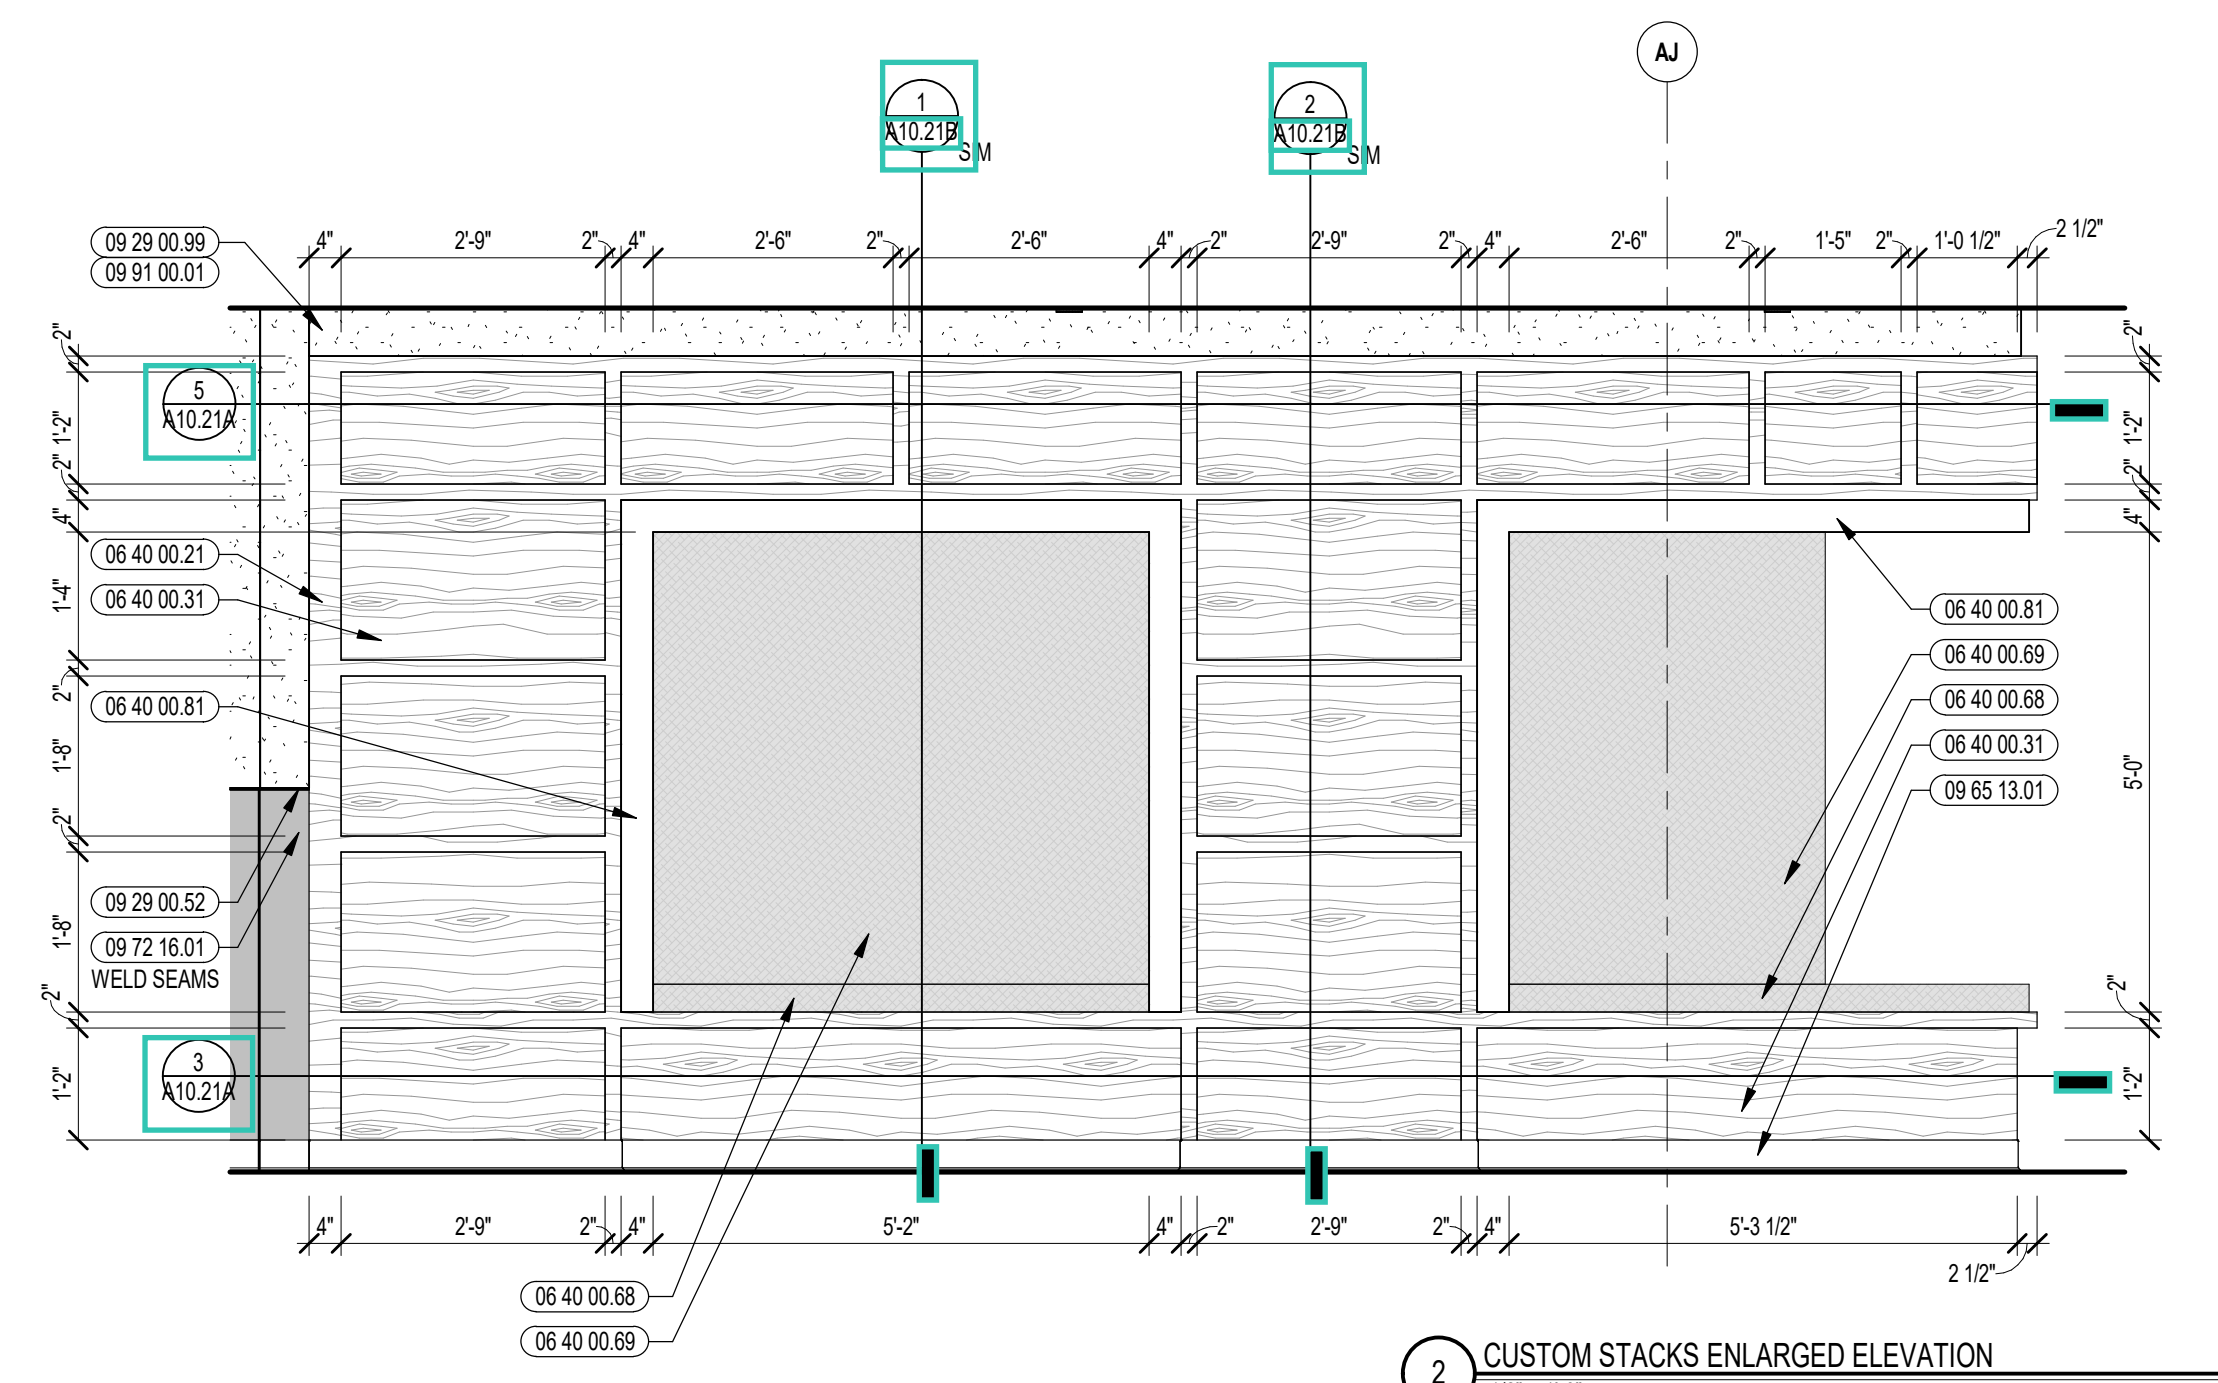 AJ
1
A10.21B
SIM
2
A10.21B
SIM
4" 2'-9" 2" 4" 2'-6" 2" 2'-6" 4" 2" 2'-9" 2" 4" 2'-6" 2" 1'-5" 2" 1'-0 1/2" 2 1/2"
09 29 00.99
09 91 00.01
2"
1'-2"
2"
4"
1'-4"
2"
1'-8"
2"
1'-8"
2"
1'-2"
5
A10.21A
06 40 00.21
06 40 00.31
06 40 00.81
09 29 00.52
09 72 16.01
WELD SEAMS
3
A10.21A
2"
1'-2"
2"
4"
5'-0"
2"
1'-2"
06 40 00.81
06 40 00.69
06 40 00.68
06 40 00.31
09 65 13.01
4" 2'-9" 2" 4" 5'-2" 4" 2" 2'-9" 2" 4" 5'-3 1/2"
2 1/2"
06 40 00.68
06 40 00.69
2
CUSTOM STACKS ENLARGED ELEVATION